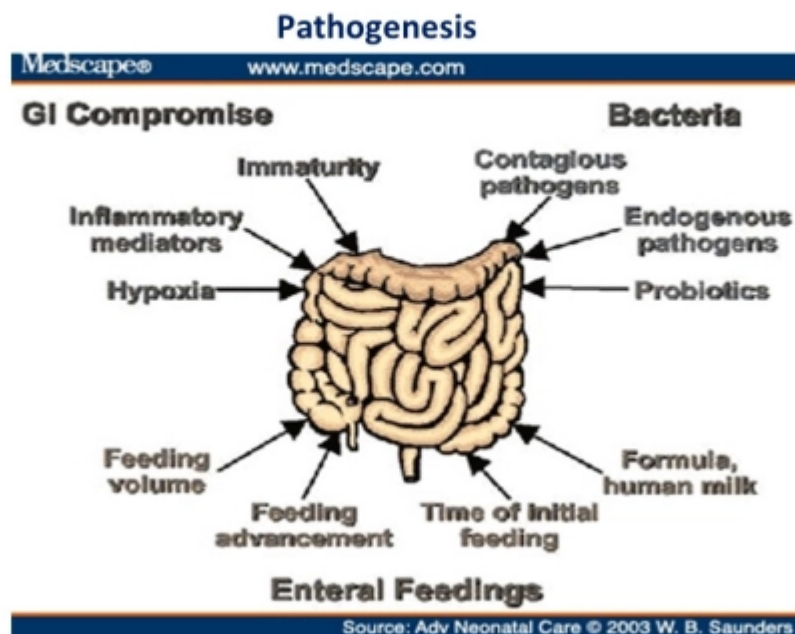 Pathogenesis
Medscape® www.medscape.com
GI Compromise
Bacteria
Immaturity
Contagious
pathogens
Inflammatory
mediators
Endogenous
pathogens
Hypoxia
Probiotics
Feeding
volume
Formula,
human milk
Feeding
advancement
Time of initial
feeding
Enteral Feedings
Source: Adv Neonatal Care © 2003 W. B. Saunders